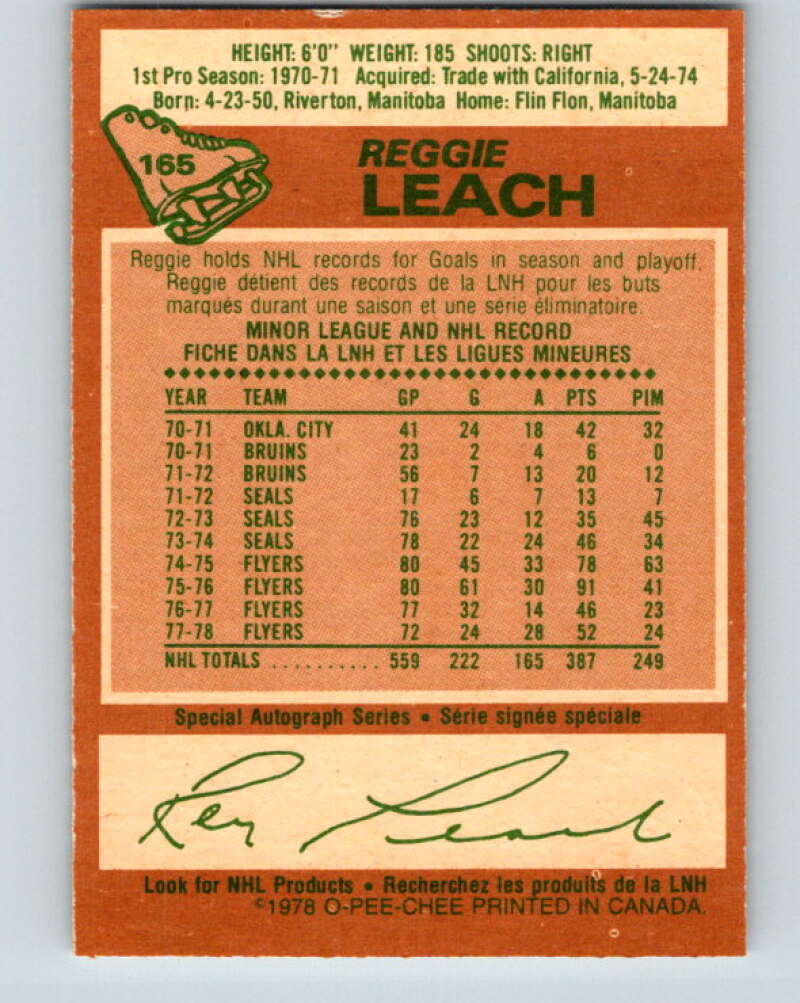 HEIGHT: 6'0" WEIGHT: 185 SHOOTS: RIGHT
1st Pro Season: 1970-71 Acquired: Trade with California, 5-24-74
Born: 4-23-50, Riverton, Manitoba Home: Flin Flon, Manitoba
165
REGGIE
LEACH
Reggie holds NHL records for Goals in season and playoff.
Reggie détient des records de la LNH pour les buts
marqués durant une saison et une série éliminatoire.
MINOR LEAGUE AND NHL RECORD
FICHE DANS LA LNH ET LES LIGUES MINEURES
YEAR TEAM GP G A PTS PIM
70-71 OKLA. CITY 41 24 18 42 32
70-71 BRUINS 23 2 4 6 0
71-72 BRUINS 56 7 13 20 12
71-72 SEALS 17 6 7 13 7
72-73 SEALS 76 23 12 35 45
73-74 SEALS 78 22 24 46 34
74-75 FLYERS 80 45 33 78 63
75-76 FLYERS 80 61 30 91 41
76-77 FLYERS 77 32 14 46 23
77-78 FLYERS 72 24 28 52 24
NHL TOTALS .......... 559 222 165 387 249
Special Autograph Series • Série signée spéciale
Reg Leach
Look for NHL Products • Recherchez les produits de la LNH
©1978 O-PEE-CHEE PRINTED IN CANADA.